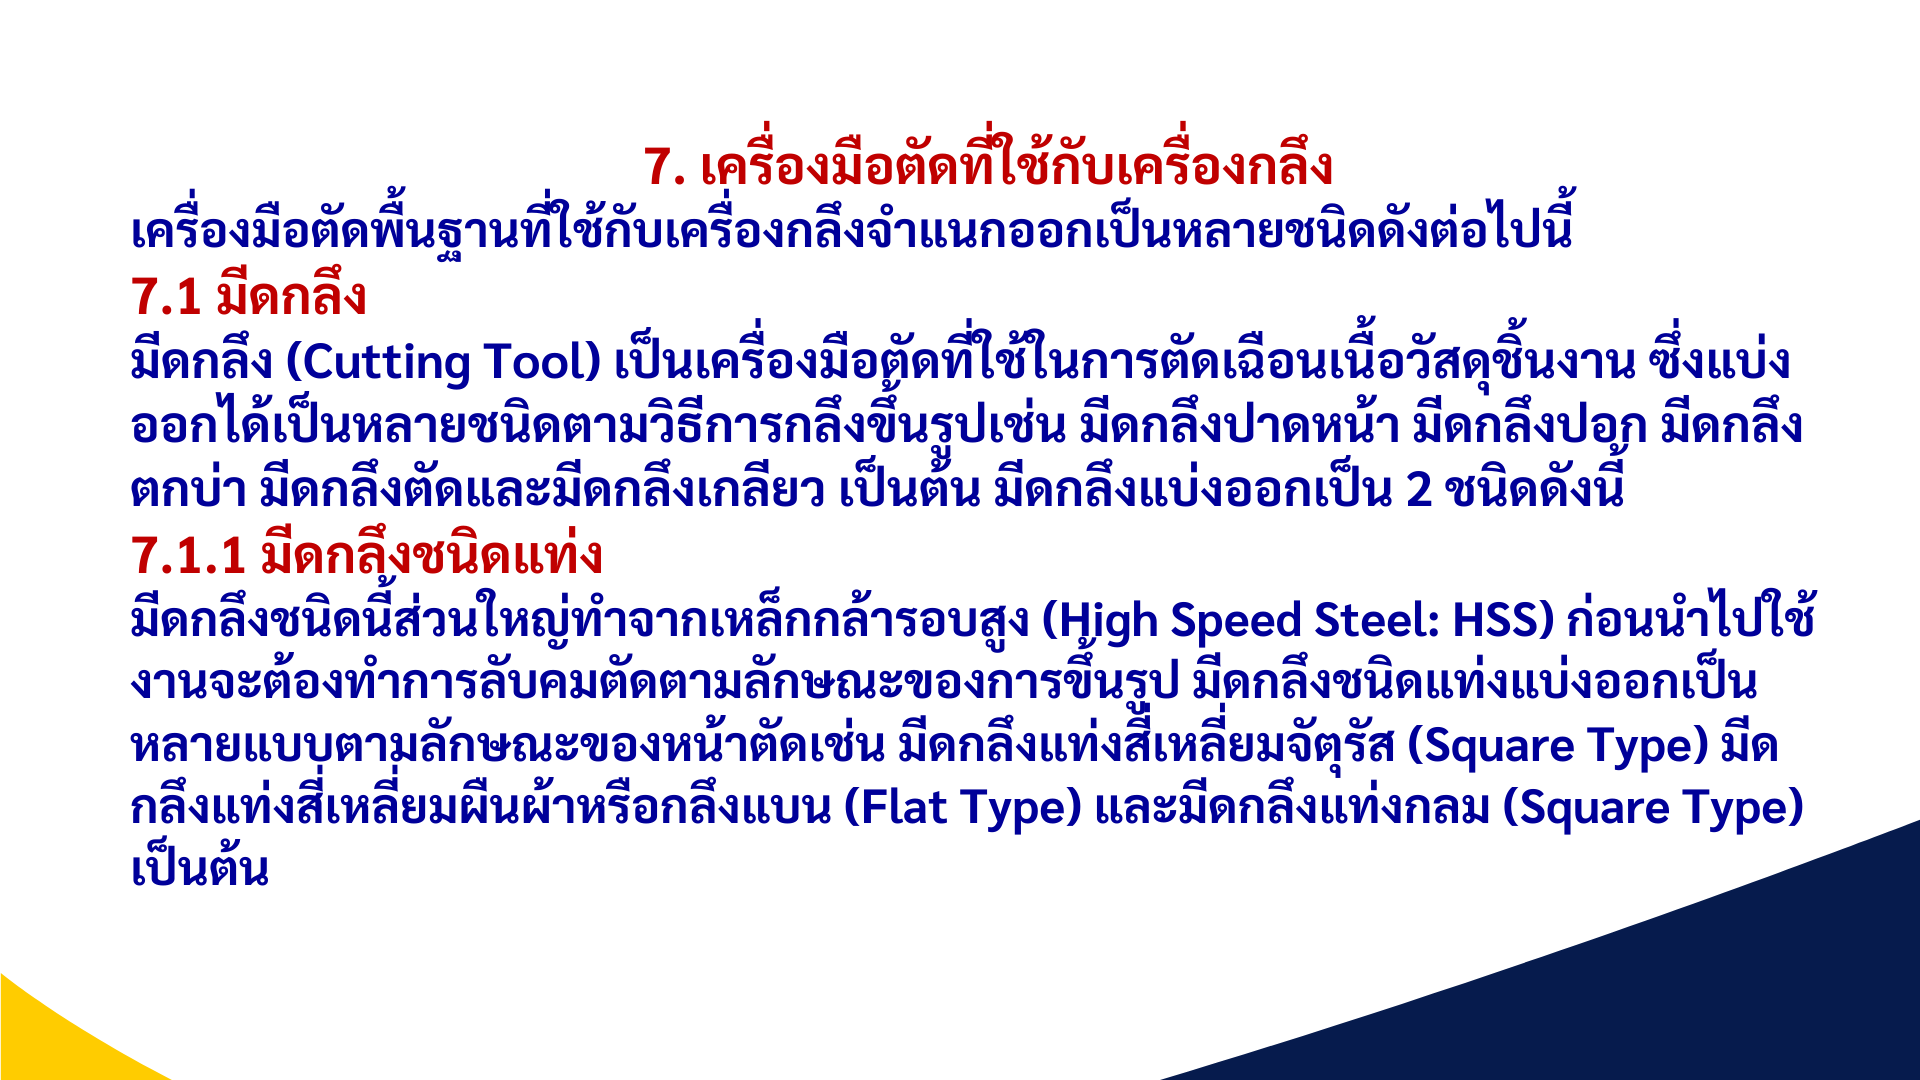 7. เครื่องมือตัดที่ใช้กับเครื่องกลึง
เครื่องมือตัดพื้นฐานที่ใช้กับเครื่องกลึงจำแนกออกเป็นหลายชนิดดังต่อไปนี้
7.1 มีดกลึง
มีดกลึง (Cutting Tool) เป็นเครื่องมือตัดที่ใช้ในการตัดเฉือนเนื้อวัสดุชิ้นงาน ซึ่งแบ่ง
ออกได้เป็นหลายชนิดตามวิธีการกลึงขึ้นรูปเช่น มีดกลึงปาดหน้า มีดกลึงปอก มีดกลึง
ตกบ่า มีดกลึงตัดและมีดกลึงเกลียว เป็นต้น มีดกลึงแบ่งออกเป็น 2 ชนิดดังนี้
7.1.1 มีดกลึงชนิดแท่ง
มีดกลึงชนิดนี้ส่วนใหญ่ทำจากเหล็กกล้ารอบสูง (High Speed Steel: HSS) ก่อนนำไปใช้
งานจะต้องทำการลับคมตัดตามลักษณะของการขึ้นรูป มีดกลึงชนิดแท่งแบ่งออกเป็น
หลายแบบตามลักษณะของหน้าตัดเช่น มีดกลึงแท่งสี่เหลี่ยมจัตุรัส (Square Type) มีด
กลึงแท่งสี่เหลี่ยมผืนผ้าหรือกลึงแบน (Flat Type) และมีดกลึงแท่งกลม (Square Type)
เป็นต้น